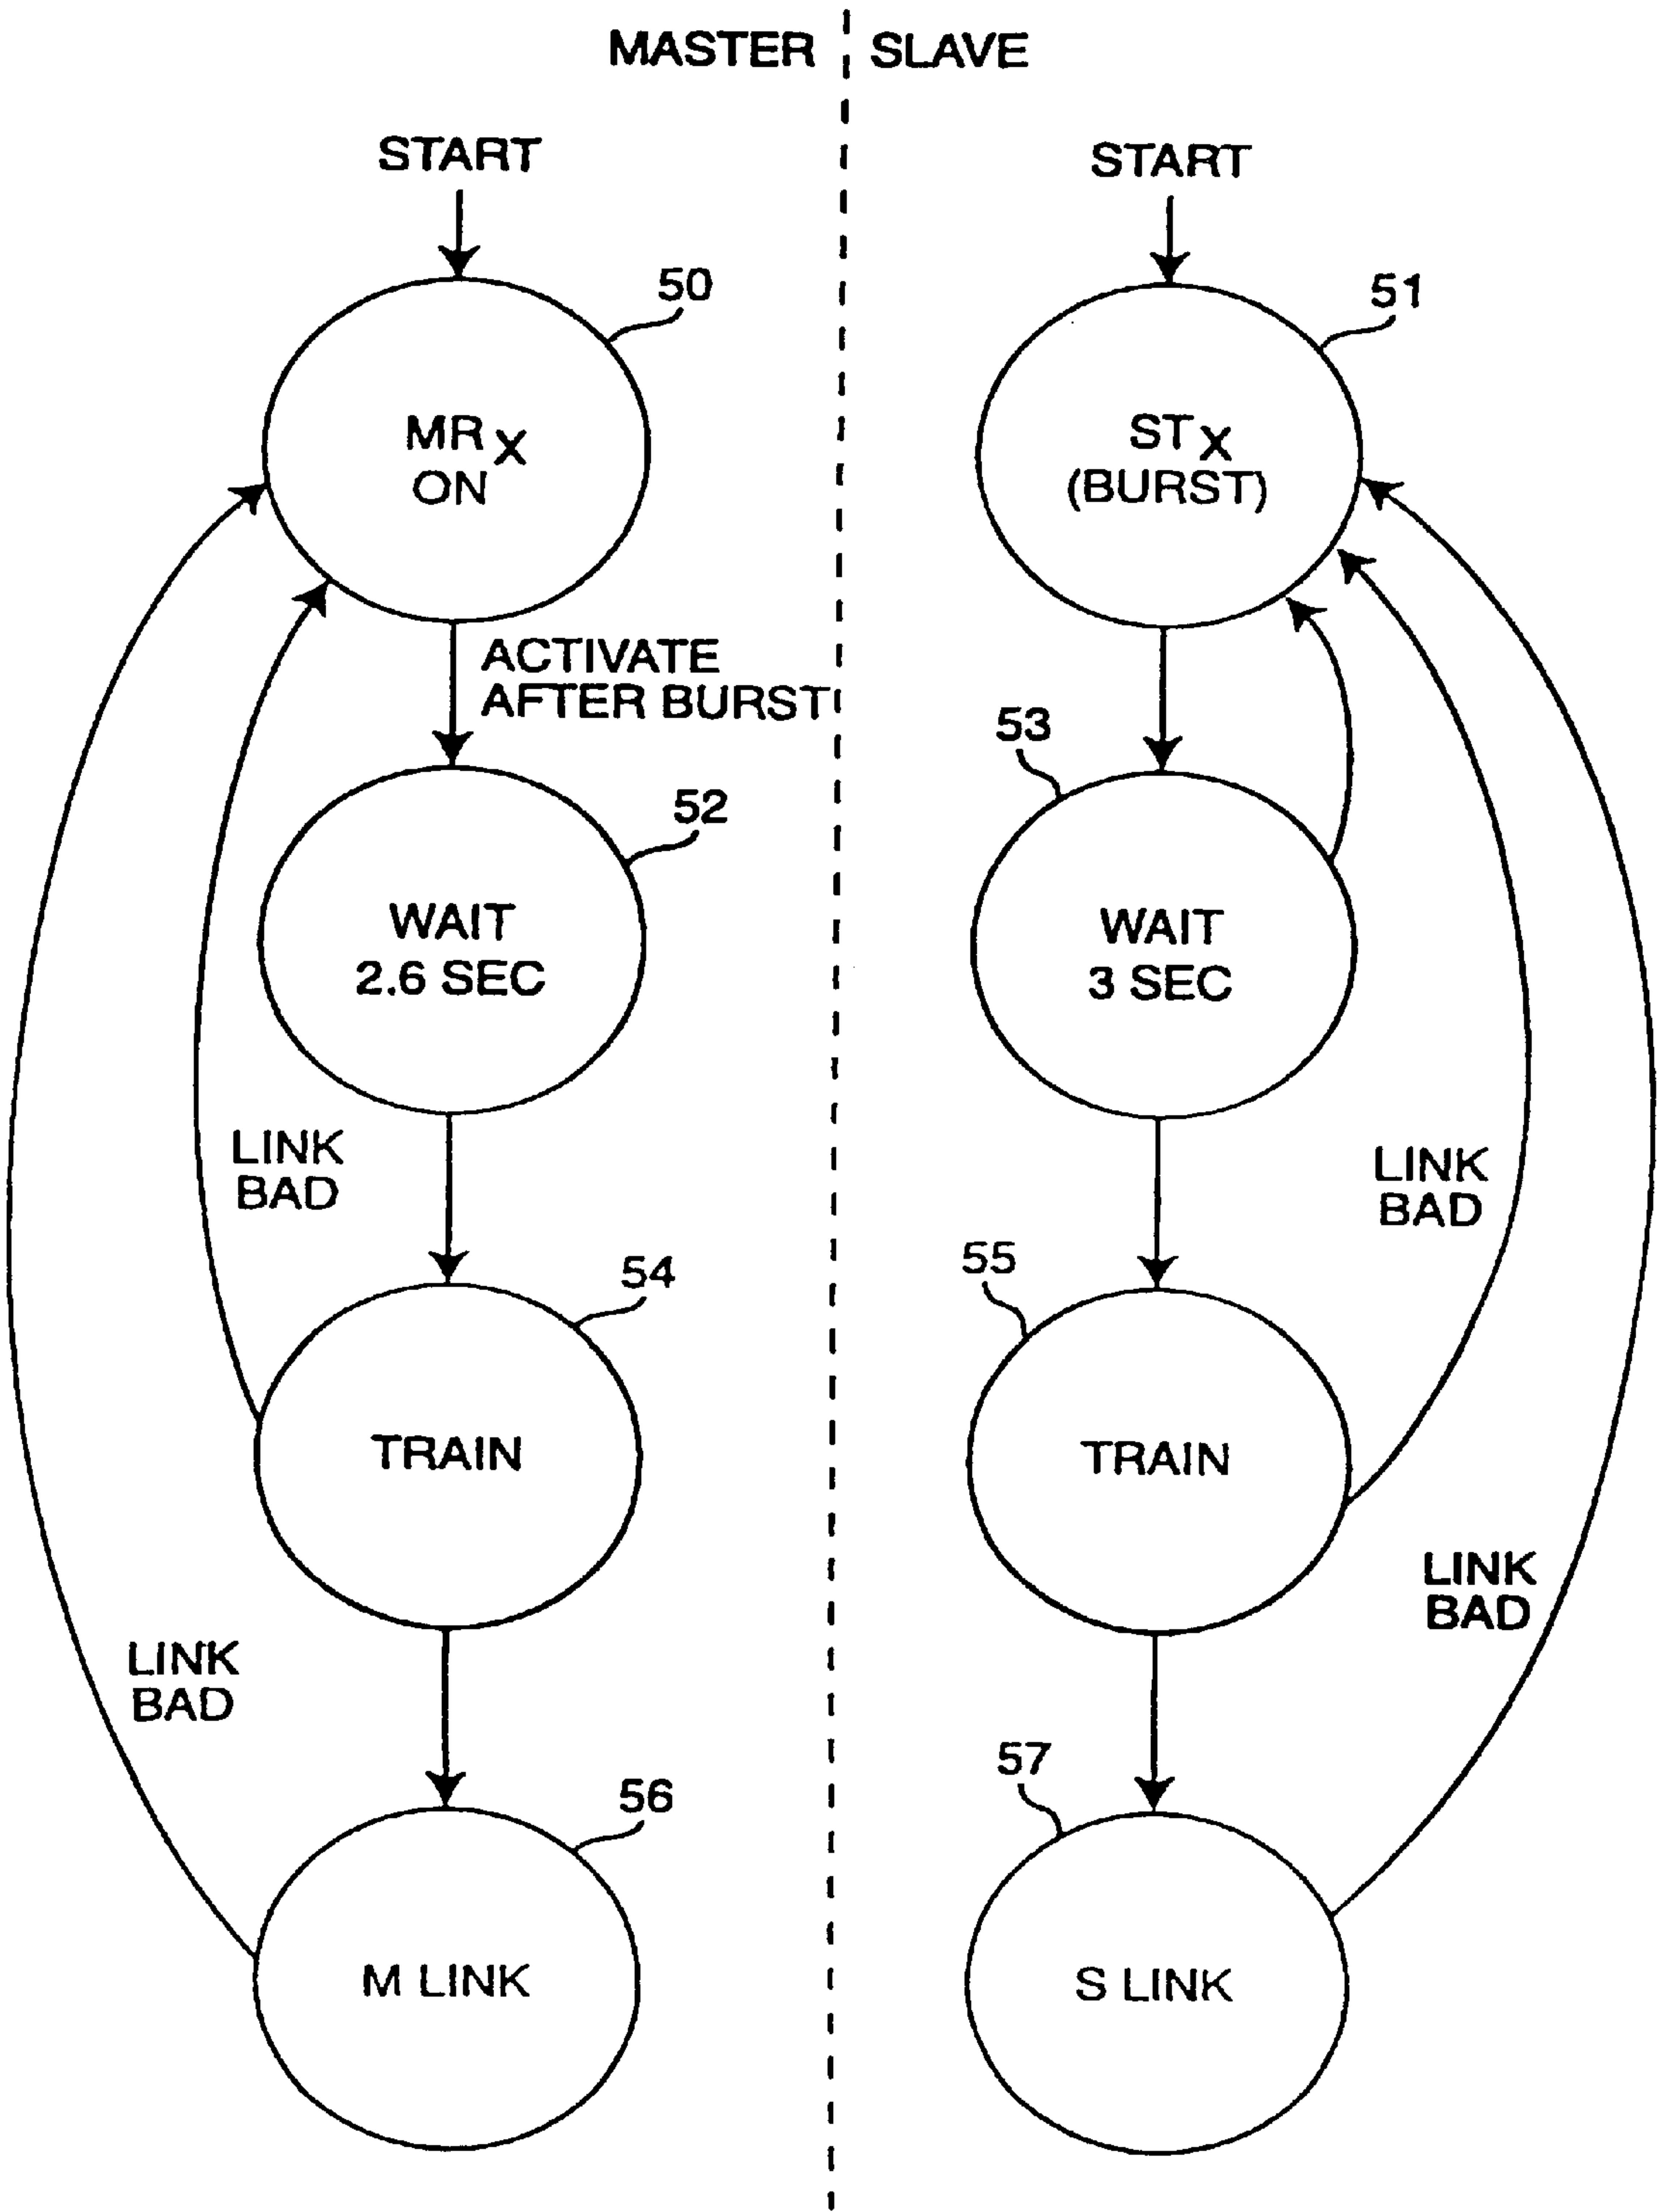 MASTER
SLAVE
START
50
MRX
ON
ACTIVATE
AFTER BURST
52
WAIT
2.6 SEC
LINK
BAD
54
TRAIN
LINK
BAD
56
M LINK
START
51
STX
(BURST)
53
WAIT
3 SEC
LINK
BAD
55
TRAIN
LINK
BAD
57
S LINK